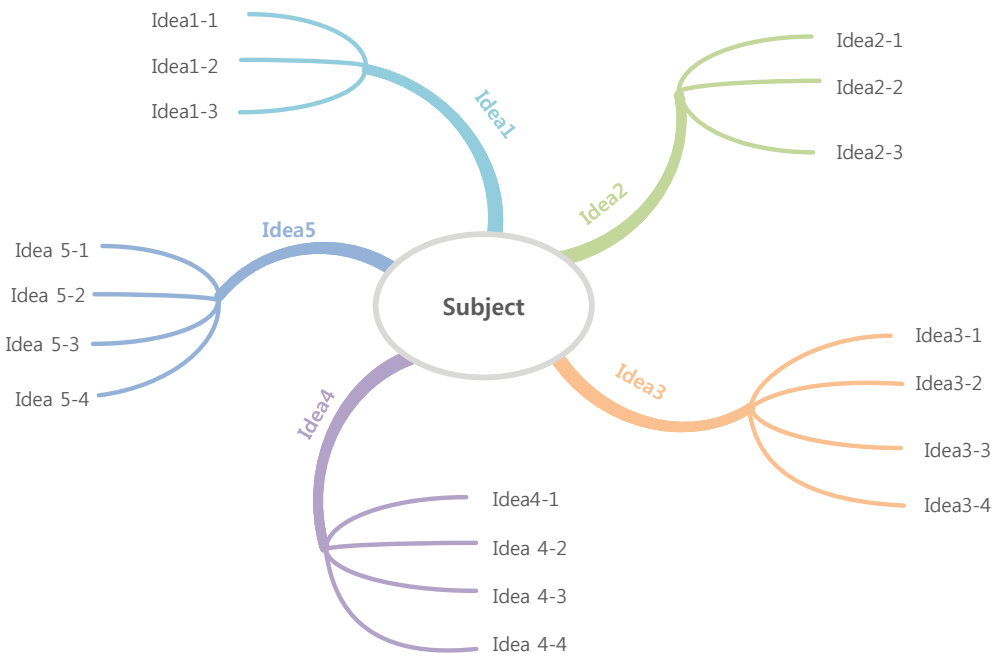 Subject
Idea1
Idea1-1
Idea1-2
Idea1-3
Idea2
Idea2-1
Idea2-2
Idea2-3
Idea3
Idea3-1
Idea3-2
Idea3-3
Idea3-4
Idea4
Idea4-1
Idea 4-2
Idea 4-3
Idea 4-4
Idea5
Idea 5-1
Idea 5-2
Idea 5-3
Idea 5-4